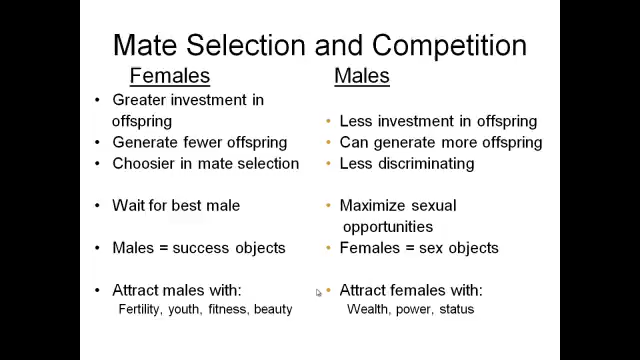 Mate Selection and Competition
Females
• Greater investment in
offspring
• Generate fewer offspring
• Choosier in mate selection
• Wait for best male
• Males = success objects
• Attract males with:
Fertility, youth, fitness, beauty
Males
• Less investment in offspring
• Can generate more offspring
• Less discriminating
• Maximize sexual
opportunities
• Females = sex objects
• Attract females with:
Wealth, power, status